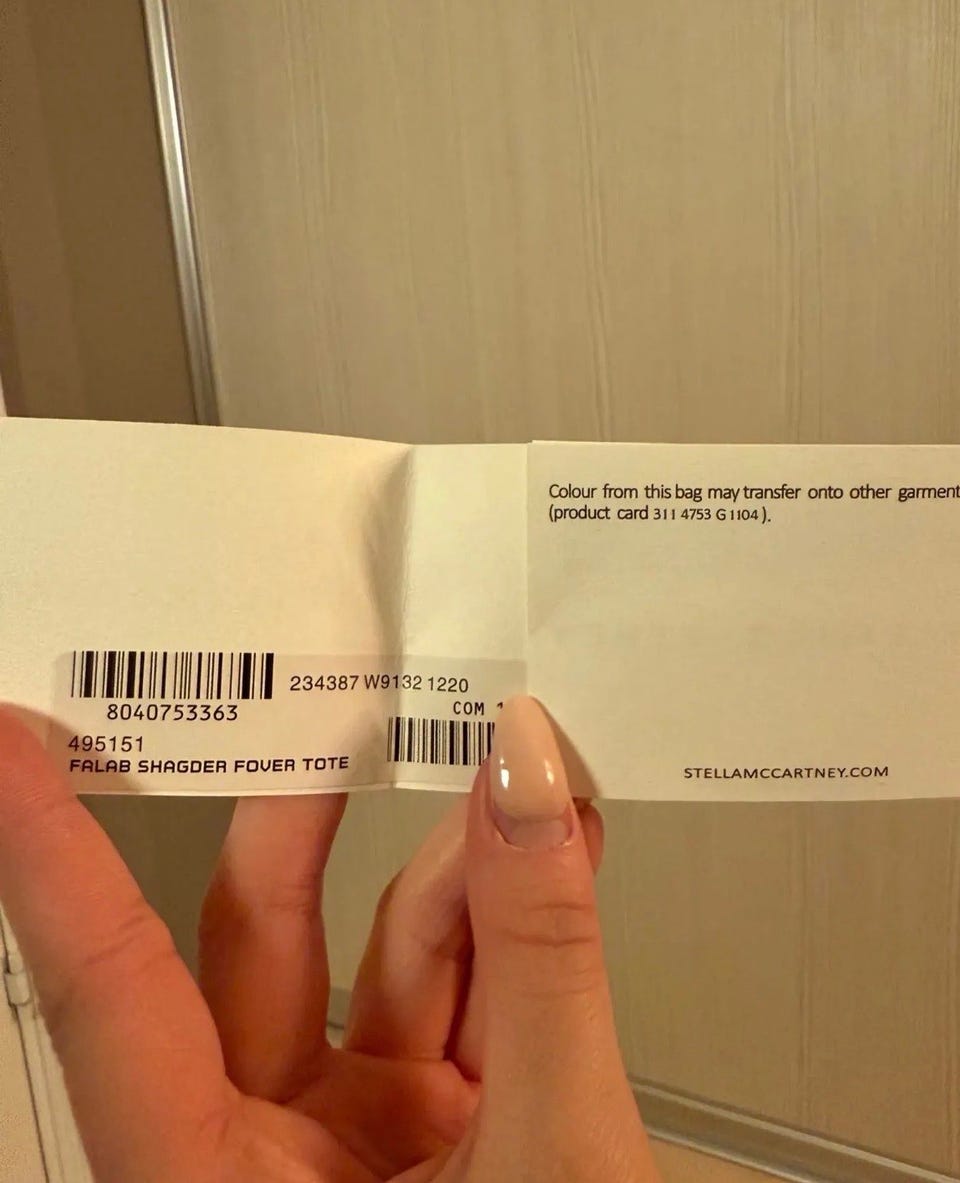 Colour from this bag may transfer onto other garment
(product card 311 4753 G 1104 ).
234387 W9132 1220
8040753363
COM
495151
FALAB SHAGDER FOVER TOTE
STELLAMCCARTNEY.COM